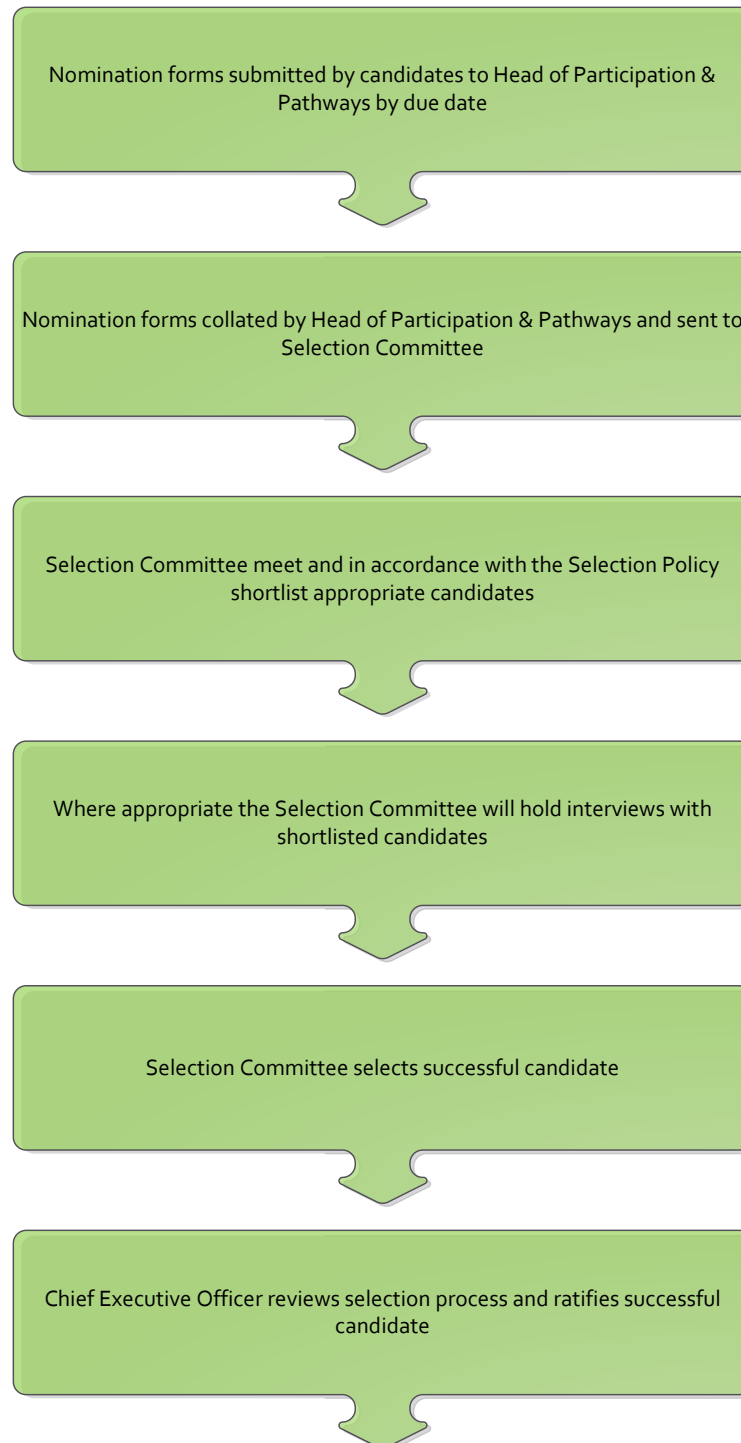 Nomination forms submitted by candidates to Head of Participation &
Pathways by due date
Nomination forms collated by Head of Participation & Pathways and sent to
Selection Committee
Selection Committee meet and in accordance with the Selection Policy
shortlist appropriate candidates
Where appropriate the Selection Committee will hold interviews with
shortlisted candidates
Selection Committee selects successful candidate
Chief Executive Officer reviews selection process and ratifies successful
candidate